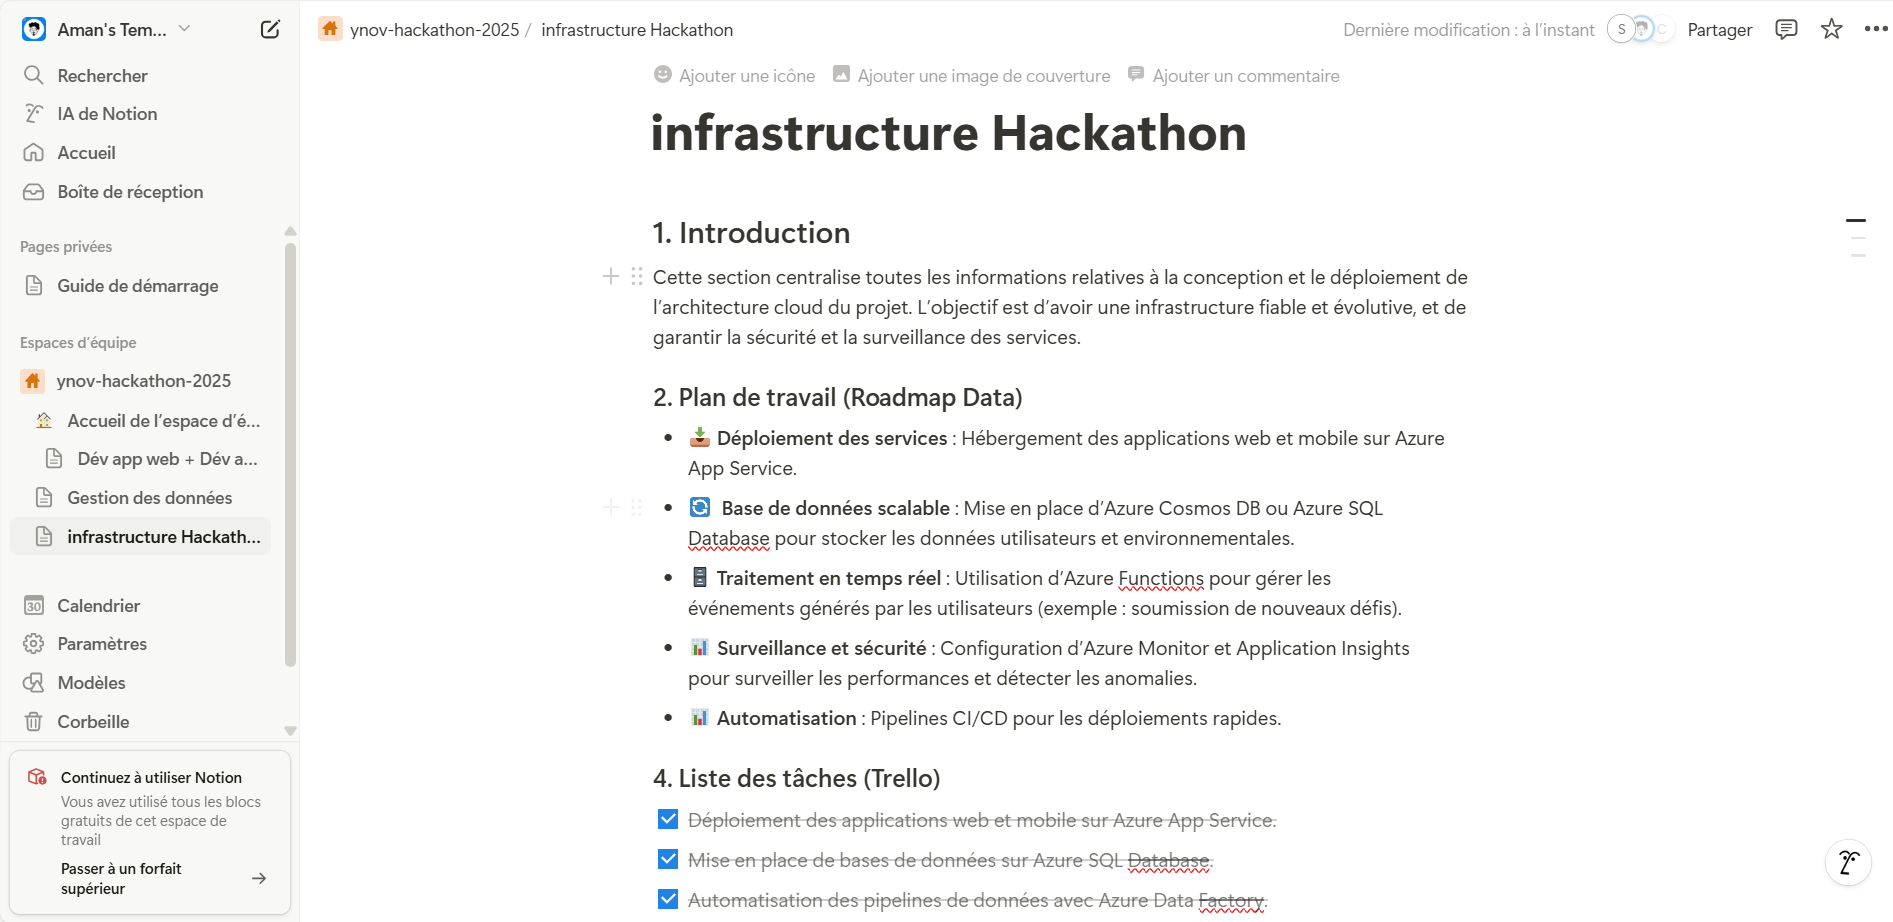 Aman's Tem...
Rechercher
IA de Notion
Accueil
Boîte de réception
Pages privées
Guide de démarrage
Espaces d’équipe
ynov-hackathon-2025
Accueil de l’espace d’é...
Dév app web + Dév a...
Gestion des données
infrastructure Hackath...
30 Calendrier
Paramètres
Modèles
Corbeille
Continuez à utiliser Notion
Vous avez utilisé tous les blocs
gratuits de cet espace de
travail
Passer à un forfait
supérieur
ynov-hackathon-2025 / infrastructure Hackathon
Dernière modification : à l’instant S C Partager
Ajouter une icône Ajouter une image de couverture Ajouter un commentaire
infrastructure Hackathon
1. Introduction
Cette section centralise toutes les informations relatives à la conception et le déploiement de
l’architecture cloud du projet. L’objectif est d’avoir une infrastructure fiable et évolutive, et de
garantir la sécurité et la surveillance des services.
2. Plan de travail (Roadmap Data)
• 📥 Déploiement des services : Hébergement des applications web et mobile sur Azure
App Service.
• 🔄 Base de données scalable : Mise en place d’Azure Cosmos DB ou Azure SQL
Database pour stocker les données utilisateurs et environnementales.
• 🗄 Traitement en temps réel : Utilisation d’Azure Functions pour gérer les
événements générés par les utilisateurs (exemple : soumission de nouveaux défis).
• 📊 Surveillance et sécurité : Configuration d’Azure Monitor et Application Insights
pour surveiller les performances et détecter les anomalies.
• 📊 Automatisation : Pipelines CI/CD pour les déploiements rapides.
4. Liste des tâches (Trello)
Déploiement des applications web et mobile sur Azure App Service.
Mise en place de bases de données sur Azure SQL Database.
Automatisation des pipelines de données avec Azure Data Factory.